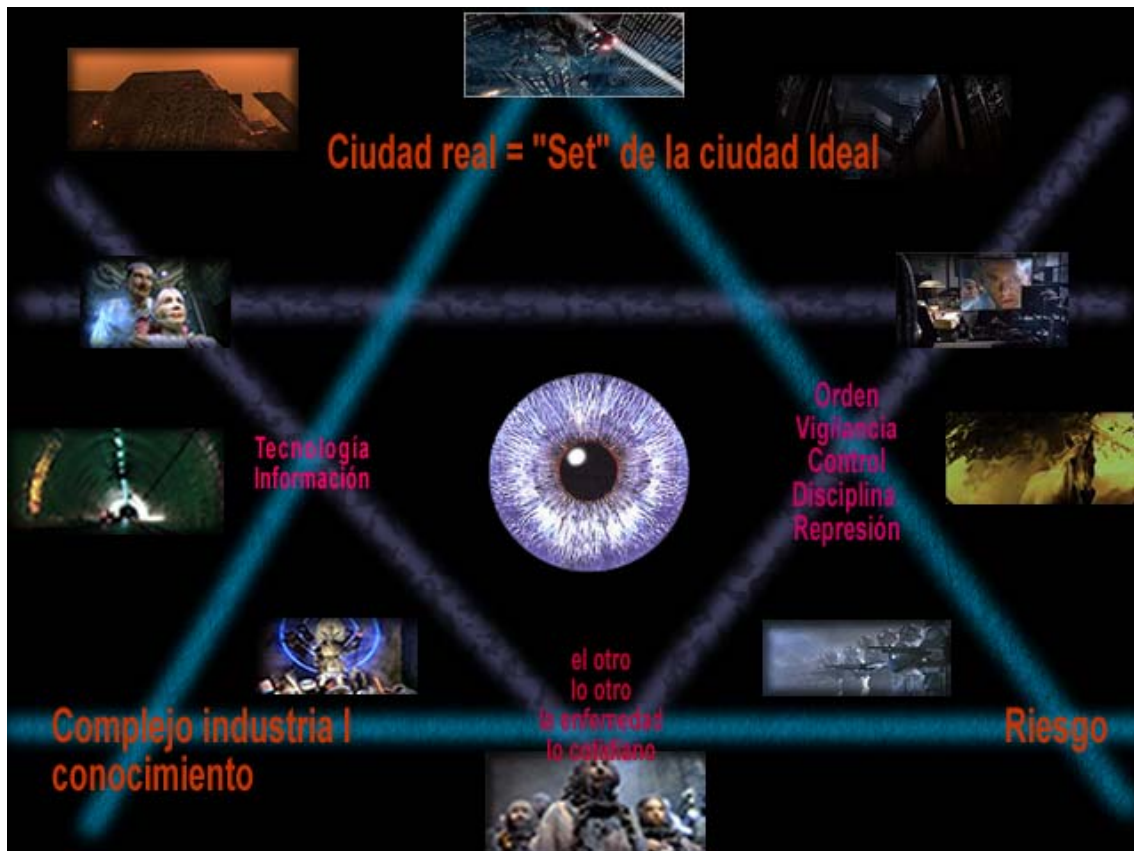 Ciudad real = "Set" de la ciudad Ideal
Tecnología
Información
Orden
Vigilancia
Control
Disciplina
Represión
el otro
lo otro
la enfermedad
lo cotidiano
Complejo industria l
conocimiento
Riesgo